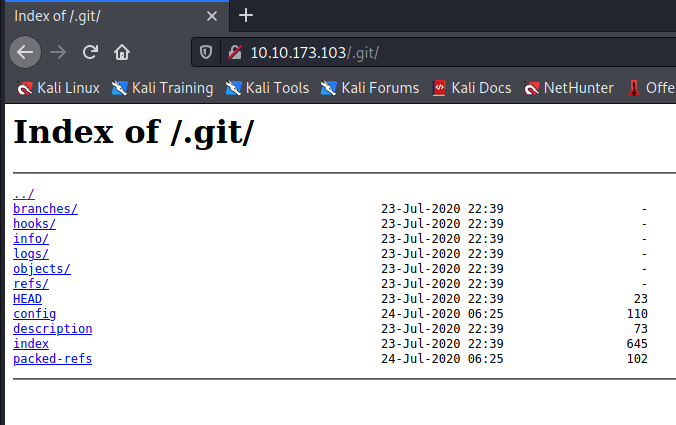 Index of /.git/
10.10.173.103/.git/
Kali Linux Kali Training Kali Tools Kali Forums Kali Docs NetHunter Offe
Index of /.git/
../
branches/ 23-Jul-2020 22:39 -
hooks/ 23-Jul-2020 22:39 -
info/ 23-Jul-2020 22:39 -
logs/ 23-Jul-2020 22:39 -
objects/ 23-Jul-2020 22:39 -
refs/ 23-Jul-2020 22:39 -
HEAD 23-Jul-2020 22:39 23
config 24-Jul-2020 06:25 110
description 23-Jul-2020 22:39 73
index 23-Jul-2020 22:39 645
packed-refs 24-Jul-2020 06:25 102